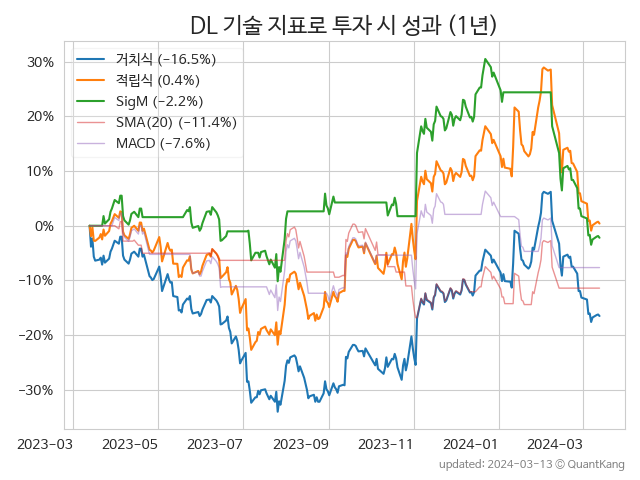 DL 기술 지표로 투자 시 성과 (1년)
거치식 (−16.5%)
적립식 (0.4%)
SigM (−2.2%)
SMA(20) (−11.4%)
MACD (−7.6%)
30%
20%
10%
0%
−10%
−20%
−30%
2023-03 2023-05 2023-07 2023-09 2023-11 2024-01 2024-03
updated: 2024-03-13 ⓒ QuantKang